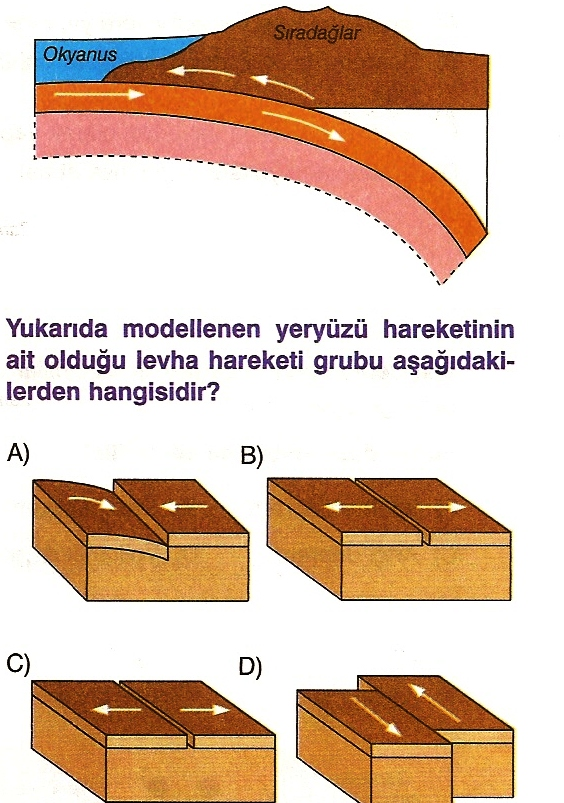 Sıradağlar
Okyanus
Yukarıda modellenen yeryüzü hareketinin
ait olduğu levha hareketi grubu aşağıdaki-
lerden hangisidir?
A)
B)
C)
D)